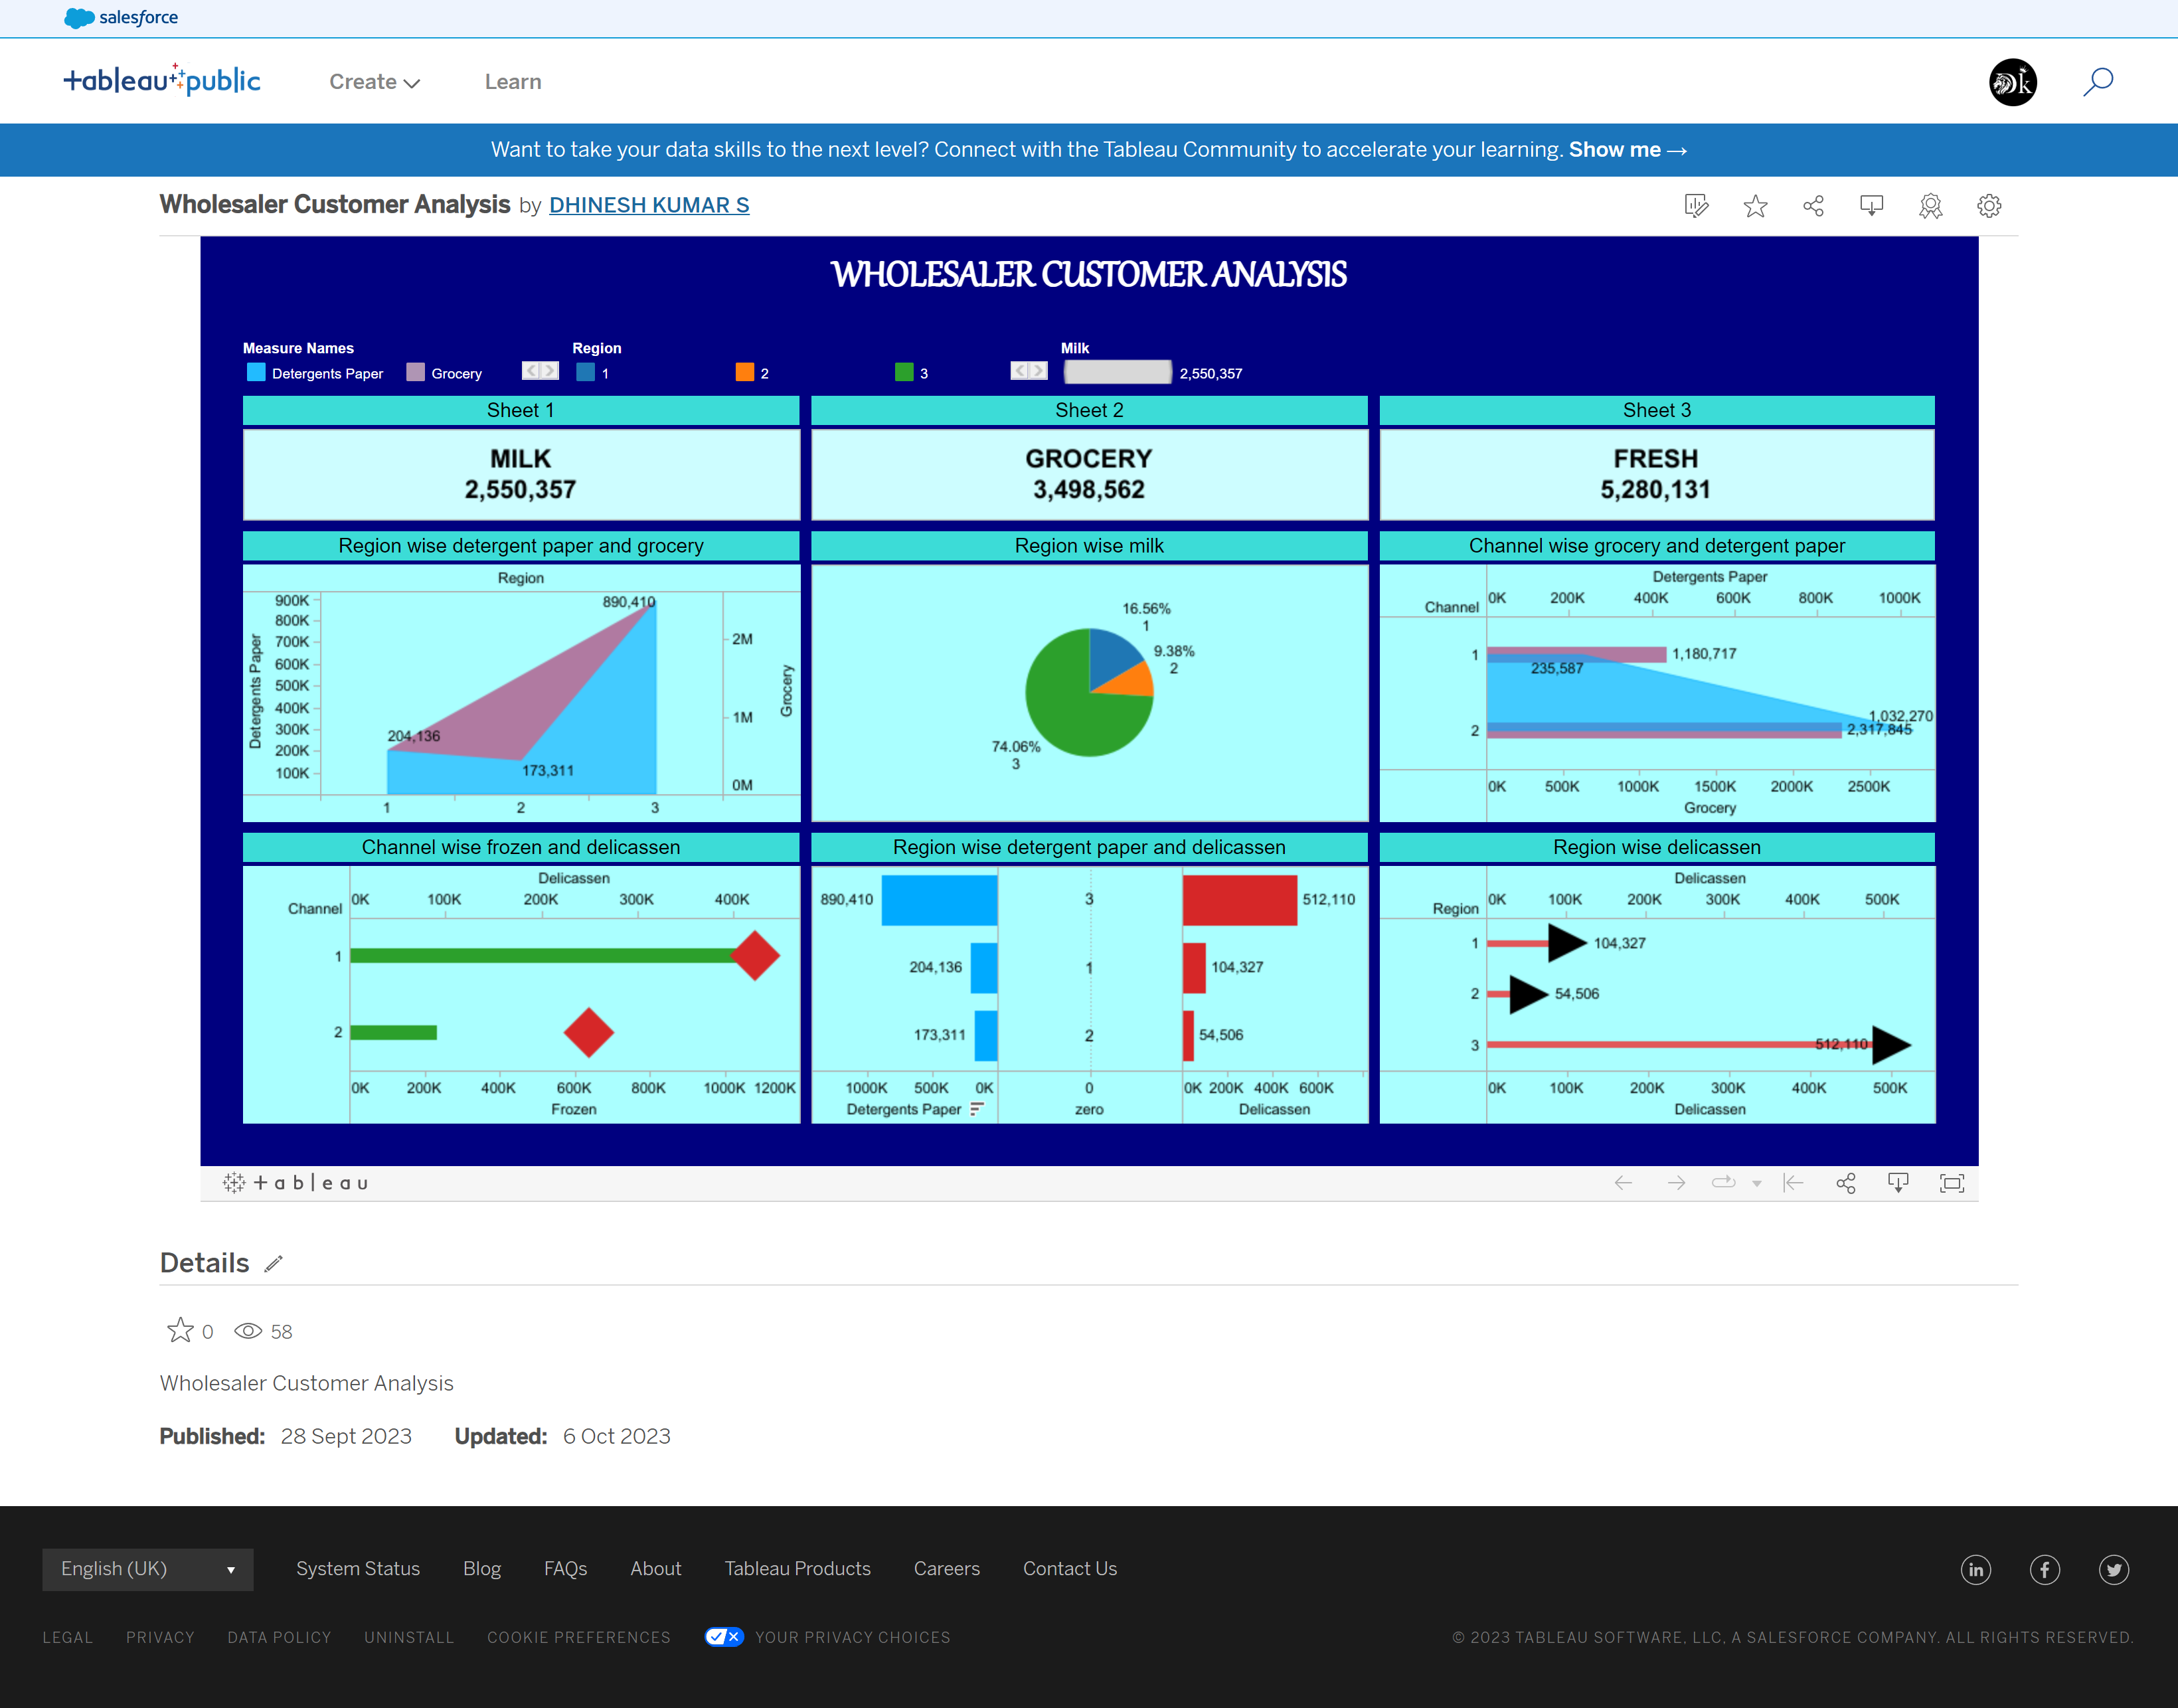 salesforce
tableau public
Create
Learn
Want to take your data skills to the next level? Connect with the Tableau Community to accelerate your learning. Show me →
Wholesaler Customer Analysis by DHINESH KUMAR S
WHOLESALER CUSTOMER ANALYSIS
Measure Names
Detergents Paper
Grocery
Region
1
2
3
Milk
2,550,357
Sheet 1
MILK
2,550,357
Sheet 2
GROCERY
3,498,562
Sheet 3
FRESH
5,280,131
Region wise detergent paper and grocery
Region
Detergents Paper
900K
800K
700K
600K
500K
400K
300K
200K
100K
890,410
204,136
173,311
2M
1M
0M
Grocery
1
2
3
Region wise milk
16.56%
1
9.38%
2
74.06%
3
Channel wise grocery and detergent paper
Detergents Paper
Channel
0K
200K
400K
600K
800K
1000K
1
1,180,717
235,587
2
1,032,270
2,317,845
0K
500K
1000K
1500K
2000K
2500K
Grocery
Channel wise frozen and delicassen
Delicassen
Channel
0K
100K
200K
300K
400K
1
2
0K
200K
400K
600K
800K
1000K
1200K
Frozen
Region wise detergent paper and delicassen
890,410
3
512,110
204,136
1
104,327
173,311
2
54,506
1000K
500K
0K
0
0K
200K
400K
600K
Detergents Paper
zero
Delicassen
Region wise delicassen
Delicassen
Region
0K
100K
200K
300K
400K
500K
1
104,327
2
54,506
3
512,110
0K
100K
200K
300K
400K
500K
Delicassen
tableau
Details
0
58
Wholesaler Customer Analysis
Published: 28 Sept 2023
Updated: 6 Oct 2023
English (UK)
System Status
Blog
FAQs
About
Tableau Products
Careers
Contact Us
LEGAL
PRIVACY
DATA POLICY
UNINSTALL
COOKIE PREFERENCES
YOUR PRIVACY CHOICES
© 2023 TABLEAU SOFTWARE, LLC, A SALESFORCE COMPANY. ALL RIGHTS RESERVED.